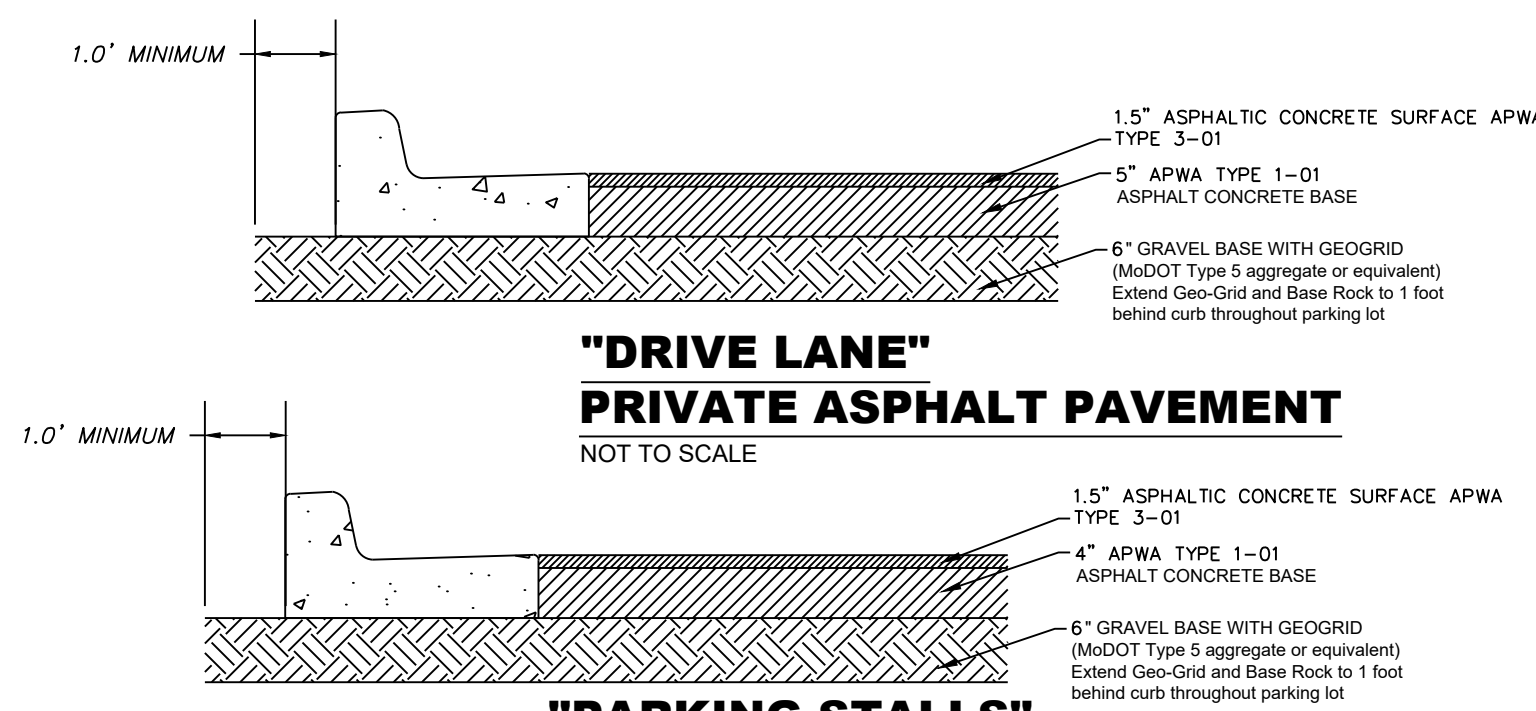 1.0' MINIMUM
1.5" ASPHALTIC CONCRETE SURFACE APWA
TYPE 3-01
5" APWA TYPE 1-01
ASPHALT CONCRETE BASE
6" GRAVEL BASE WITH GEOGRID
(MoDOT Type 5 aggregate or equivalent)
Extend Geo-Grid and Base Rock to 1 foot
behind curb throughout parking lot
"DRIVE LANE"
PRIVATE ASPHALT PAVEMENT
NOT TO SCALE
1.0' MINIMUM
1.5" ASPHALTIC CONCRETE SURFACE APWA
TYPE 3-01
4" APWA TYPE 1-01
ASPHALT CONCRETE BASE
6" GRAVEL BASE WITH GEOGRID
(MoDOT Type 5 aggregate or equivalent)
Extend Geo-Grid and Base Rock to 1 foot
behind curb throughout parking lot
"PARKING STALLS"